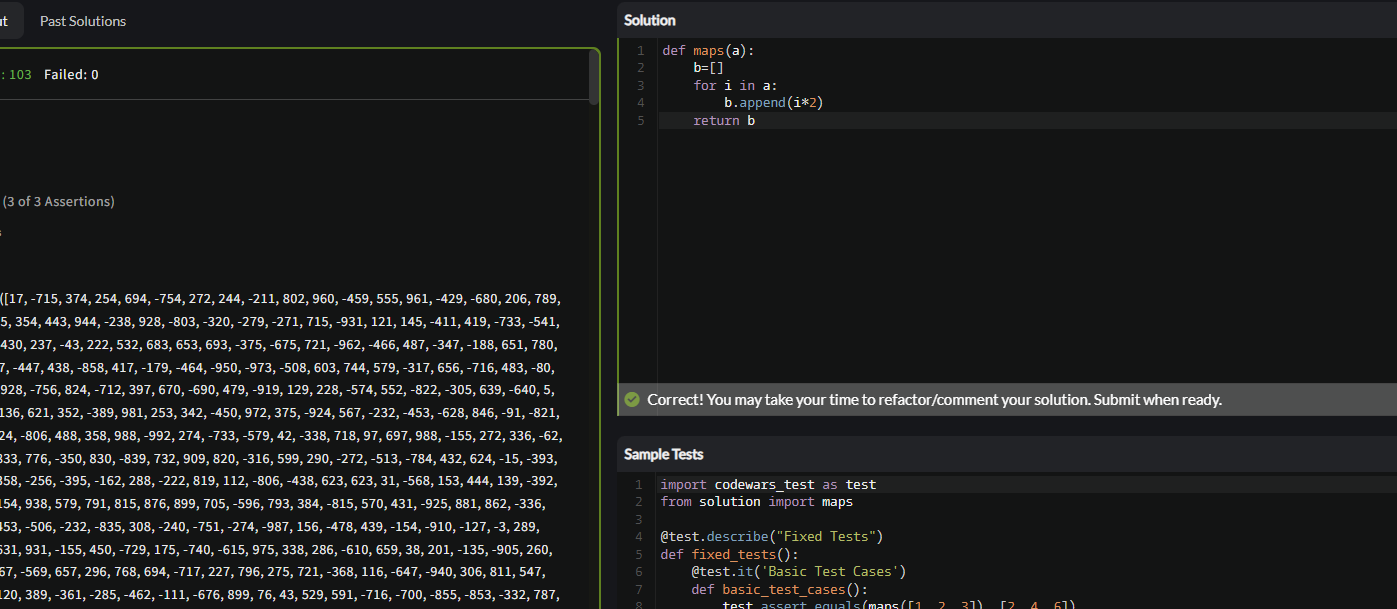 Past Solutions
: 103 Failed: 0
(3 of 3 Assertions)
([17, -715, 374, 254, 694, -754, 272, 244, -211, 802, 960, -459, 555, 961, -429, -680, 206, 789,
5, 354, 443, 944, -238, 928, -803, -320, -279, -271, 715, -931, 121, 145, -411, 419, -733, -541,
430, 237, -43, 222, 532, 683, 653, 693, -375, -675, 721, -962, -466, 487, -347, -188, 651, 780,
7, -447, 438, -858, 417, -179, -464, -950, -973, -508, 603, 744, 579, -317, 656, -716, 483, -80,
928, -756, 824, -712, 397, 670, -690, 479, -919, 129, 228, -574, 552, -822, -305, 639, -640, 5,
136, 621, 352, -389, 981, 253, 342, -450, 972, 375, -924, 567, -232, -453, -628, 846, -91, -821,
24, -806, 488, 358, 988, -992, 274, -733, -579, 42, -338, 718, 97, 697, 988, -155, 272, 336, -62,
833, 776, -350, 830, -839, 732, 909, 820, -316, 599, 290, -272, -513, -784, 432, 624, -15, -393,
358, -256, -395, -162, 288, -222, 819, 112, -806, -438, 623, 623, 31, -568, 153, 444, 139, -392,
154, 938, 579, 791, 815, 876, 899, 705, -596, 793, 384, -815, 570, 431, -925, 881, 862, -336,
453, -506, -232, -835, 308, -240, -751, -274, -987, 156, -478, 439, -154, -910, -127, -3, 289,
631, 931, -155, 450, -729, 175, -740, -615, 975, 338, 286, -610, 659, 38, 201, -135, -905, 260,
67, -569, 657, 296, 768, 694, -717, 227, 796, 275, 721, -368, 116, -647, -940, 306, 811, 547,
120, 389, -361, -285, -462, -111, -676, 899, 76, 43, 529, 591, -716, -700, -855, -853, -332, 787,
Solution
1 def maps(a):
2 b=[]
3 for i in a:
4 b.append(i*2)
5 return b
Correct! You may take your time to refactor/comment your solution. Submit when ready.
Sample Tests
1 import codewars_test as test
2 from solution import maps
3
4 @test.describe("Fixed Tests")
5 def fixed_tests():
6 @test.it('Basic Test Cases')
7 def basic_test_cases():
8 test.assert_equals(maps([1, 2, 3]), [2, 4, 6])